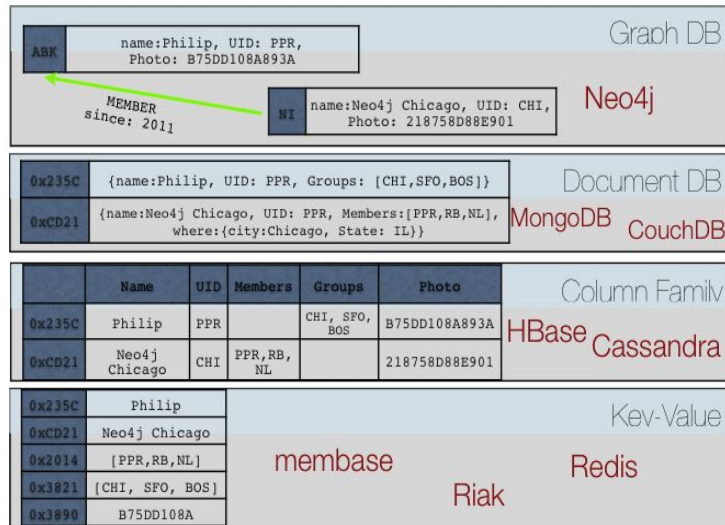 Graph DB
ABK
name:Philip, UID: PPR,
Photo: B75DD108A893A
Neo4j
MEMBER
since: 2011
NI
name:Neo4j Chicago, UID: CHI,
Photo: 218758D88E901
Document DB
0x235C {name:Philip, UID: PPR, Groups: [CHI,SFO,BOS]}
0xCD21 {name:Neo4j Chicago, UID: PPR, Members:[PPR,RB,NL],
where:{city:Chicago, State: IL}}
MongoDB
CouchDB
Column Family
Name UID Members Groups Photo
0x235C Philip PPR CHI, SFO,
BOS B75DD108A893A
HBase
Cassandra
0xCD21 Neo4j
Chicago CHI PPR,RB,
NL 218758D88E901
Key-Value
0x235C Philip
0xCD21 Neo4j Chicago
0x2014 [PPR,RB,NL]
0x3821 [CHI, SFO, BOS]
0x3890 B75DD108A
membase
Redis
Riak